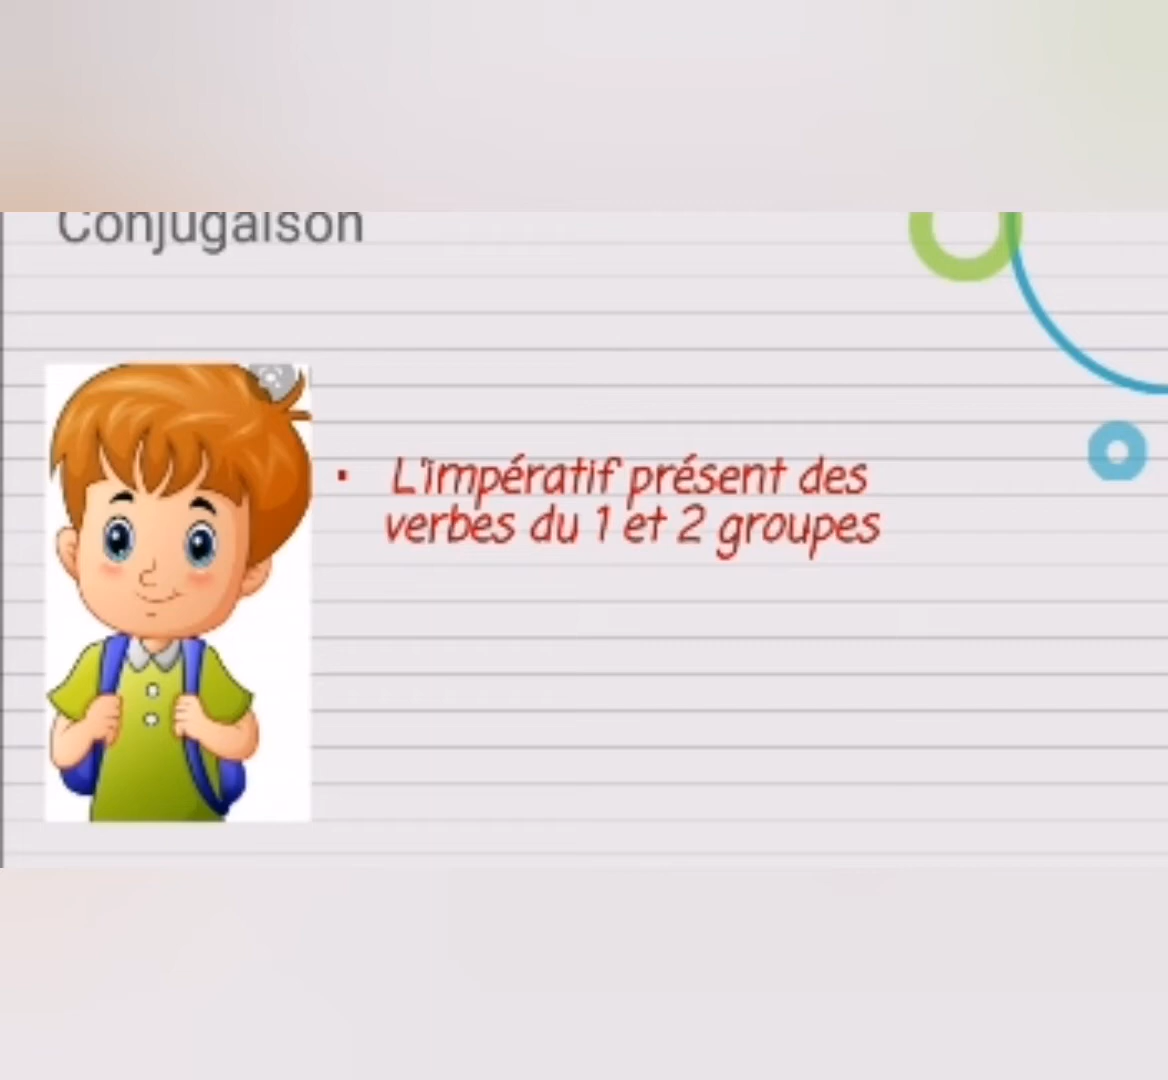 Conjugaison
• L'impératif présent des
verbes du 1 et 2 groupes